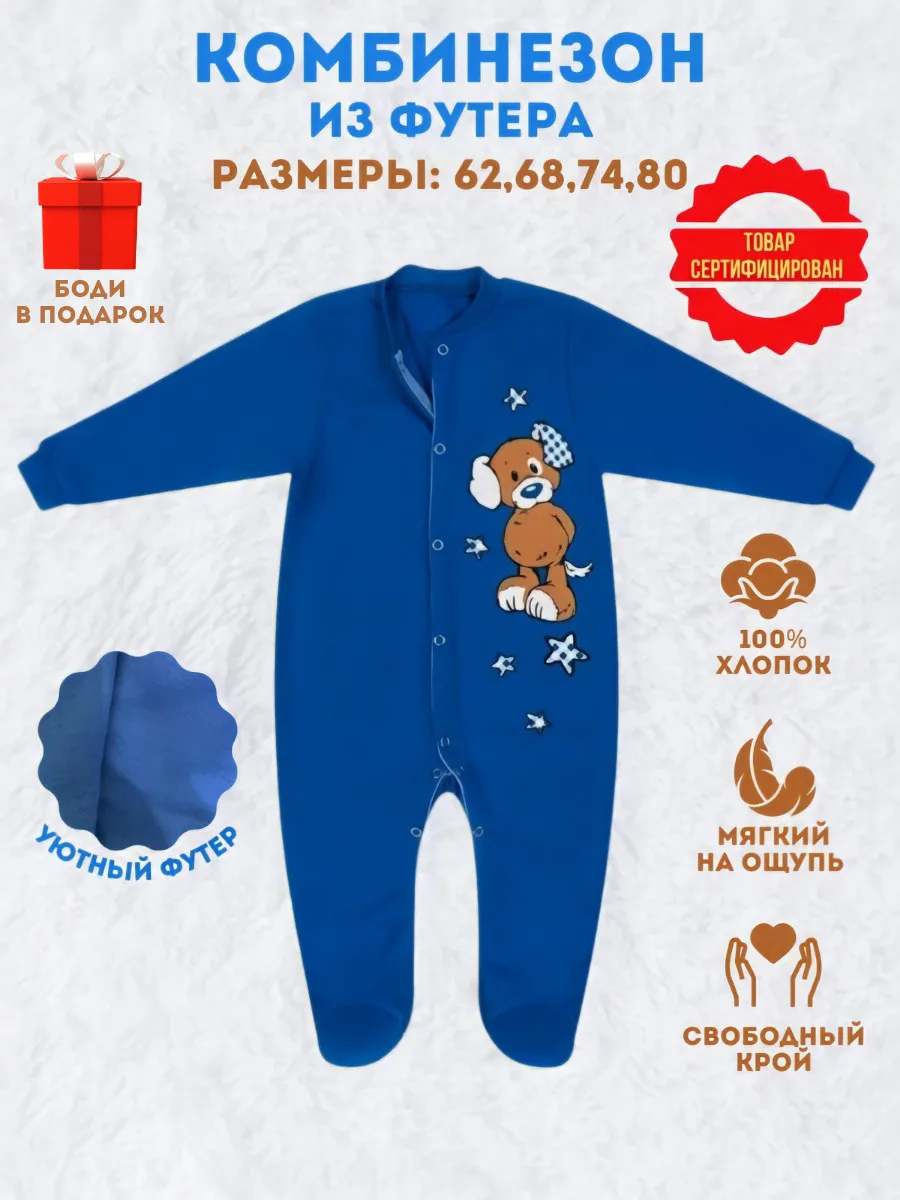 КОМБИНЕЗОН
ИЗ ФУТЕРА
РАЗМЕРЫ: 62,68,74,80
БОДИ
В ПОДАРОК
ТОВАР
СЕРТИФИЦИРОВАН
100%
ХЛОПОК
УЮТНЫЙ ФУТЕР
МЯГКИЙ
НА ОЩУПЬ
СВОБОДНЫЙ
КРОЙ